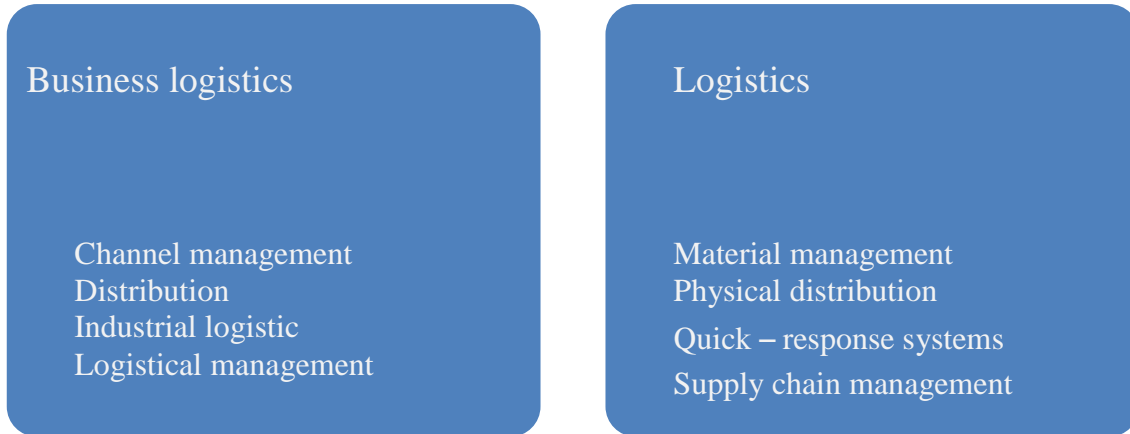 Business logistics
Channel management
Distribution
Industrial logistic
Logistical management
Logistics
Material management
Physical distribution
Quick – response systems
Supply chain management